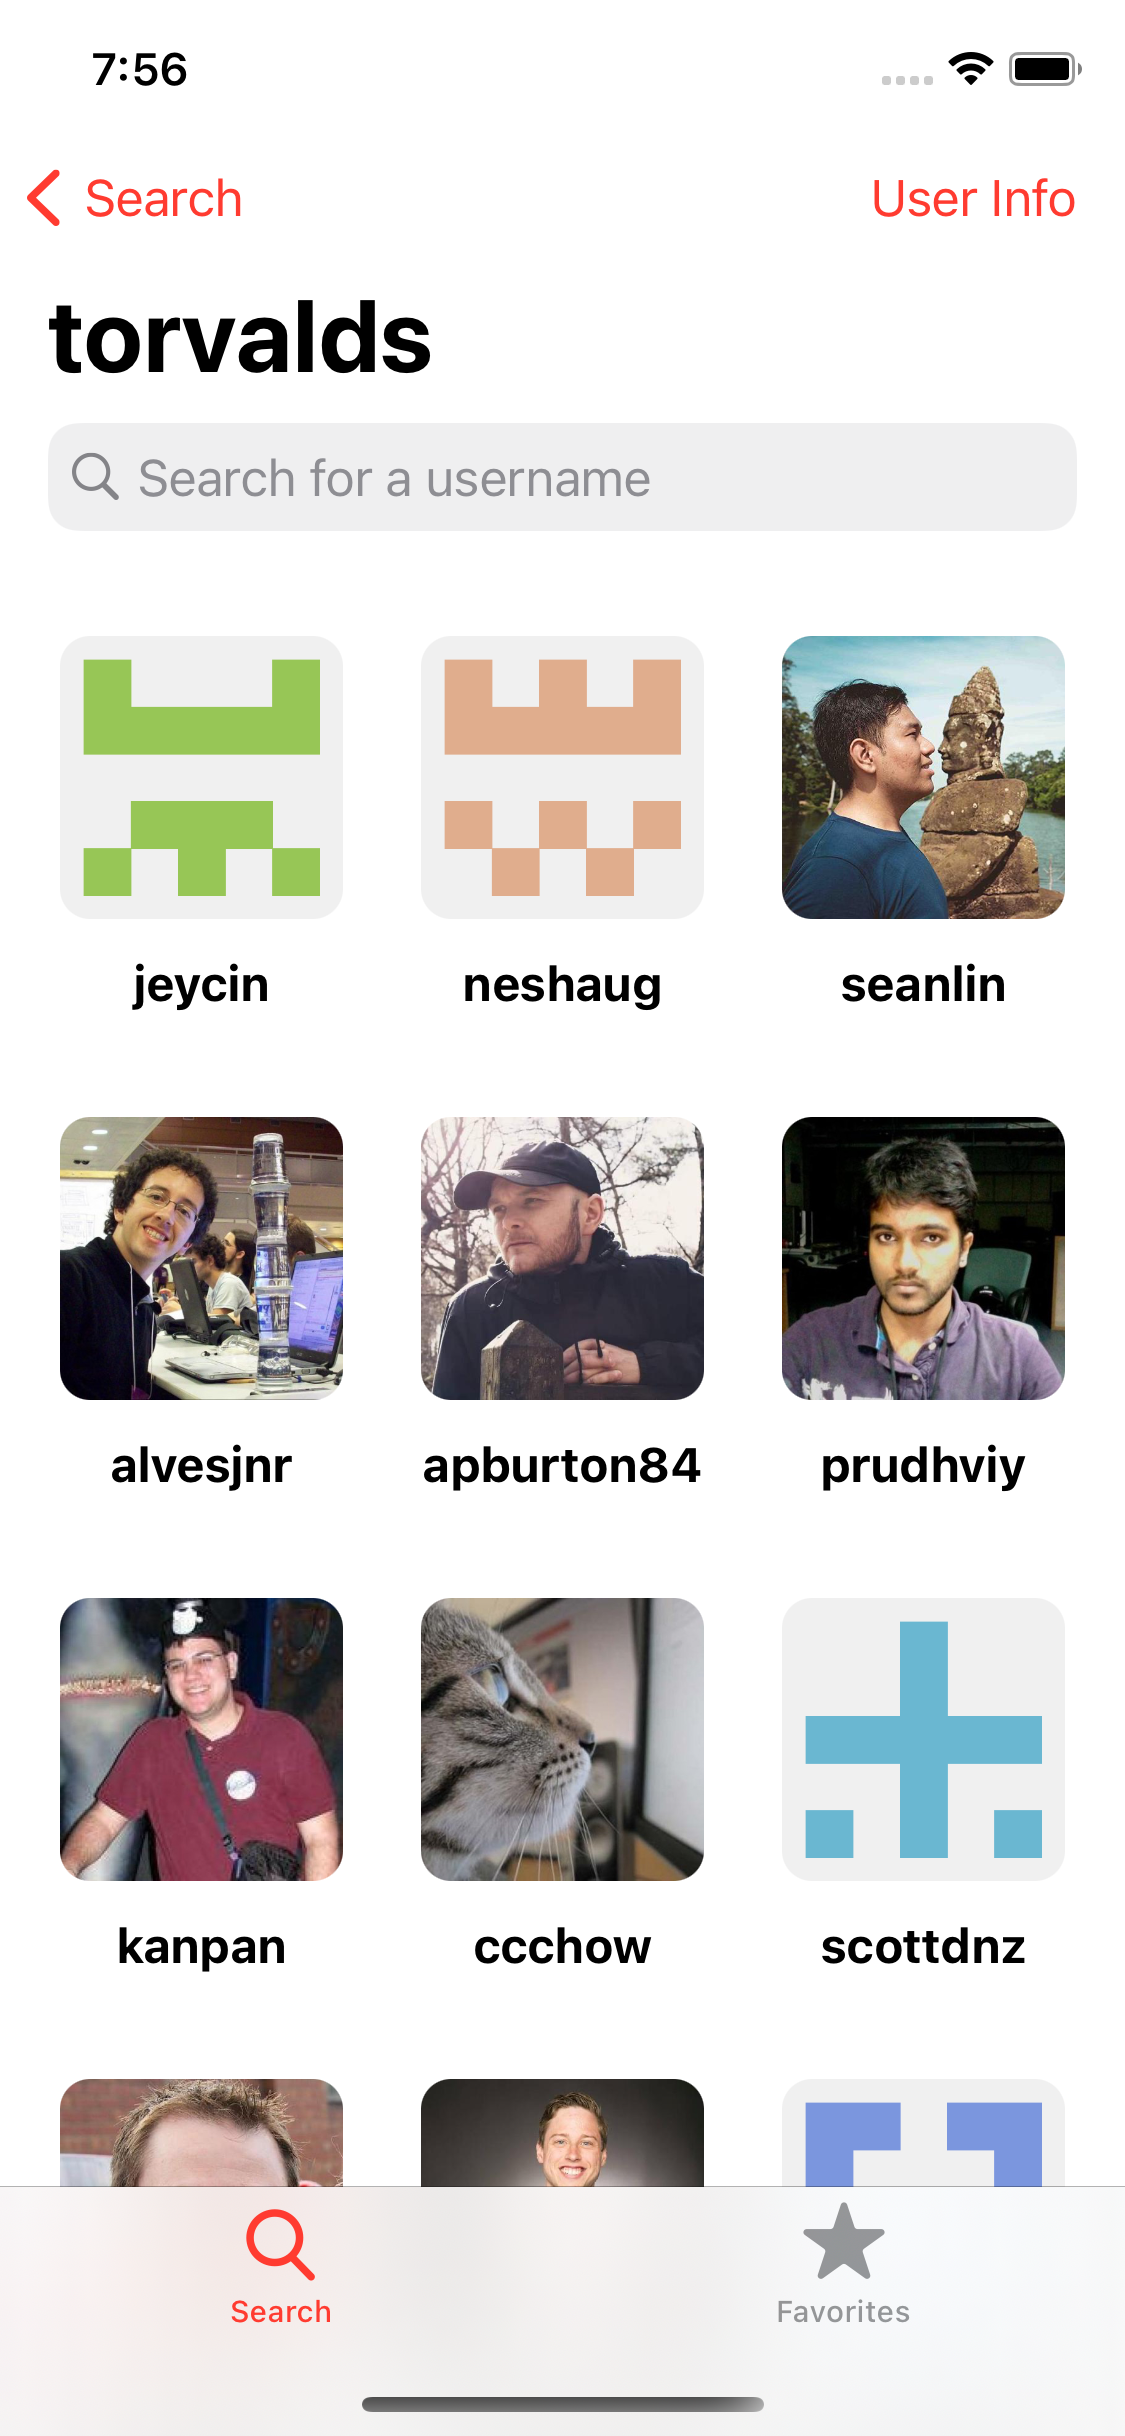 7:56
Search
User Info
torvalds
Search for a username
jeycin
neshaug
seanlin
alvesjnr
apburton84
prudhviy
kanpan
ccchow
scottdnz
Search
Favorites